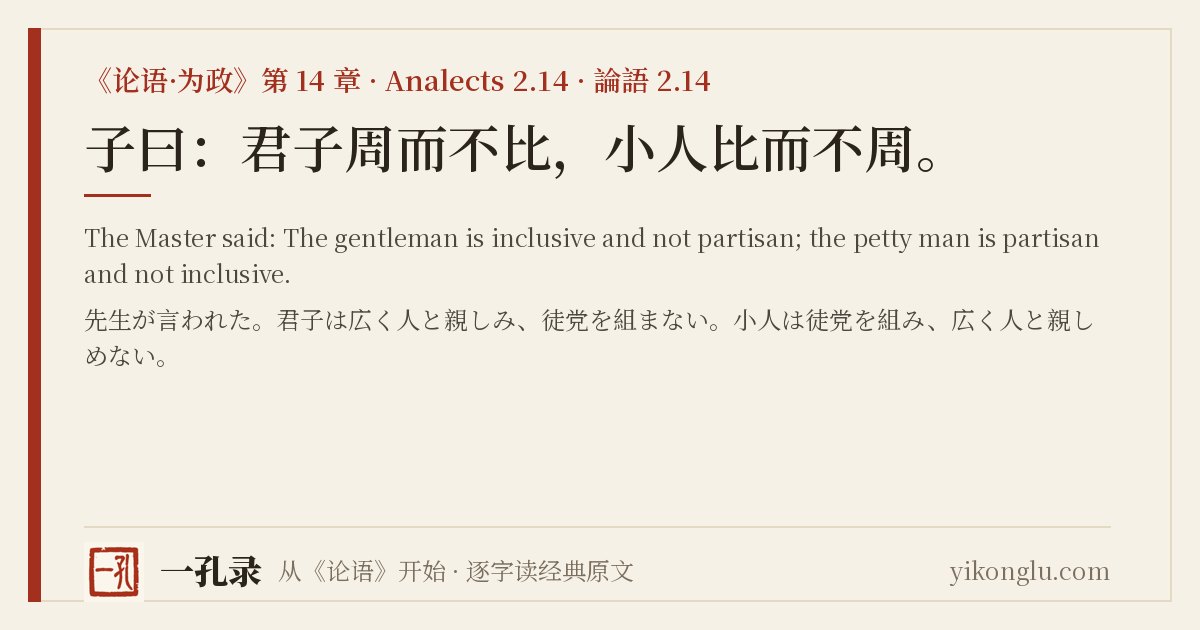 《论语·为政》第 14 章 · Analects 2.14 · 論語 2.14
子曰：君子周而不比，小人比而不周。
The Master said: The gentleman is inclusive and not partisan; the petty man is partisan
and not inclusive.
先生が言われた。君子は広く人と親しみ、徒党を組まない。小人は徒党を組み、広く人と親し
めない。
一孔
一孔录
从《论语》开始 · 逐字读经典原文
yikonglu.com